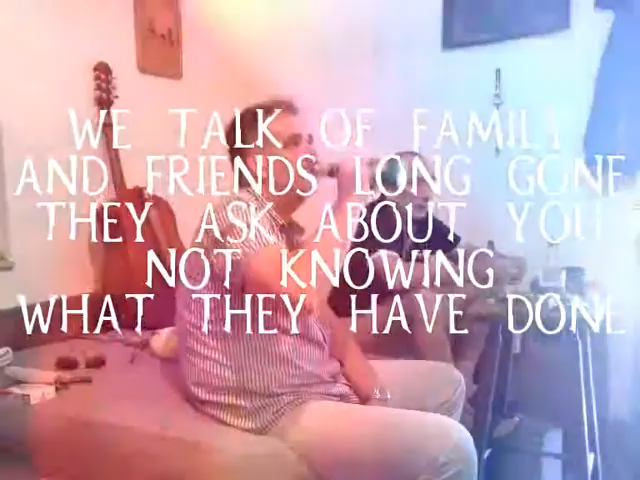 WE TALK OF FAMILY
AND FRIENDS LONG GONE
THEY ASK ABOUT YOU
NOT KNOWING
WHAT THEY HAVE DONE